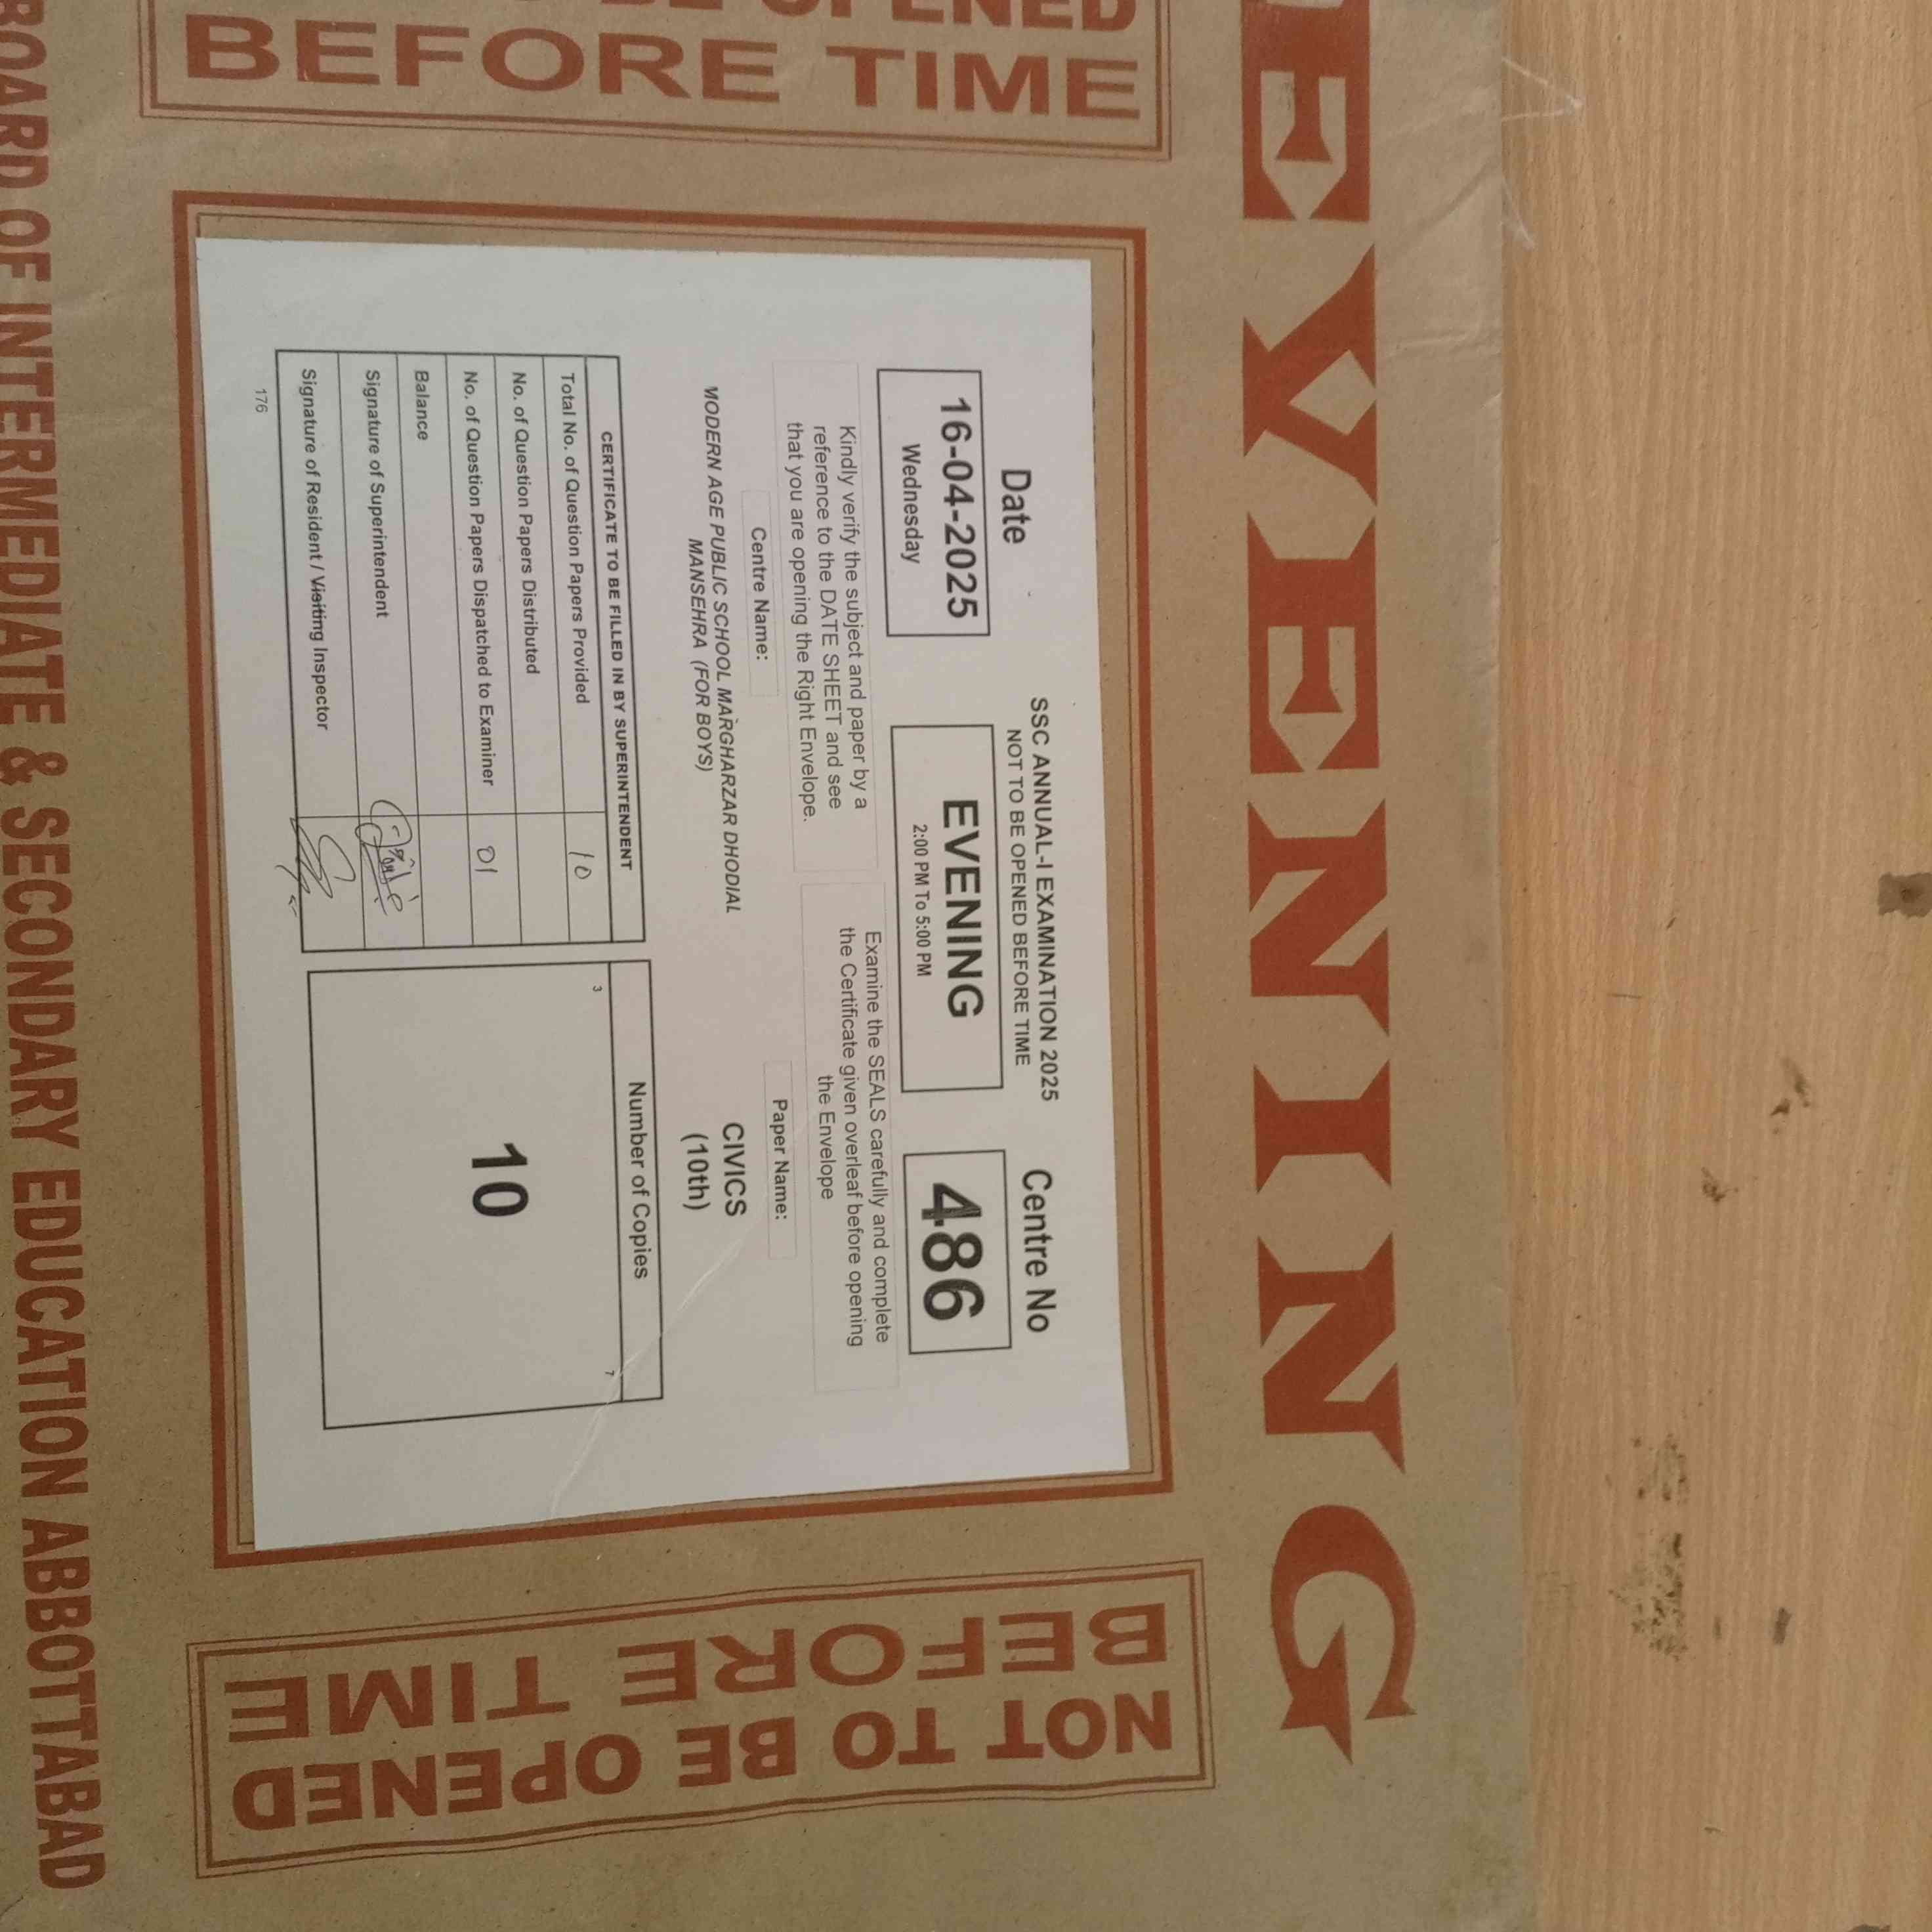 EVENING
BE OPENED
BEFORE TIME
SSC ANNUAL-I EXAMINATION 2025
NOT TO BE OPENED BEFORE TIME
Date
16-04-2025
Wednesday
EVENING
2:00 PM To 5:00 PM
Centre No
486
Kindly verify the subject and paper by a
reference to the DATE SHEET and see
that you are opening the Right Envelope.
Examine the SEALS carefully and complete
the Certificate given overleaf before opening
the Envelope
Centre Name:
MODERN AGE PUBLIC SCHOOL MARGHARZAR DHODIAL
MANSEHRA (FOR BOYS)
Paper Name:
CIVICS
(10th)
CERTIFICATE TO BE FILLED IN BY SUPERINTENDENT
Total No. of Question Papers Provided 10
No. of Question Papers Distributed
No. of Question Papers Dispatched to Examiner 01
Balance
Signature of Superintendent
Signature of Resident / Visiting Inspector
176
Number of Copies
3
7
10
NOT TO BE OPENED
BEFORE TIME
BOARD OF INTERMEDIATE & SECONDARY EDUCATION ABBOTTABAD